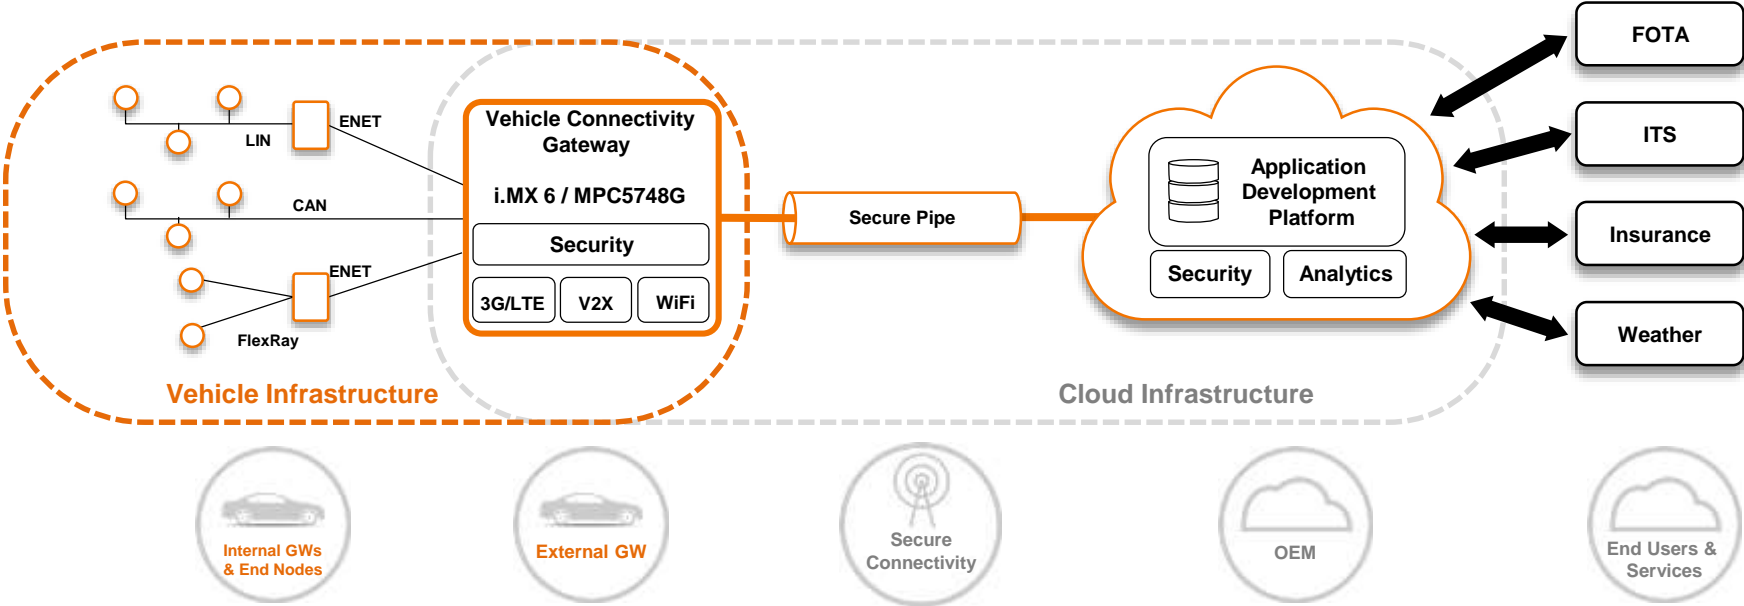 ENET
LIN
CAN
ENET
FlexRay
Vehicle Infrastructure
Vehicle Connectivity
Gateway
i.MX 6 / MPC5748G
Security
3G/LTE
V2X
WiFi
Secure Pipe
Application
Development
Platform
Security
Analytics
Cloud Infrastructure
FOTA
ITS
Insurance
Weather
Internal GWs
& End Nodes
External GW
Secure
Connectivity
OEM
End Users &
Services